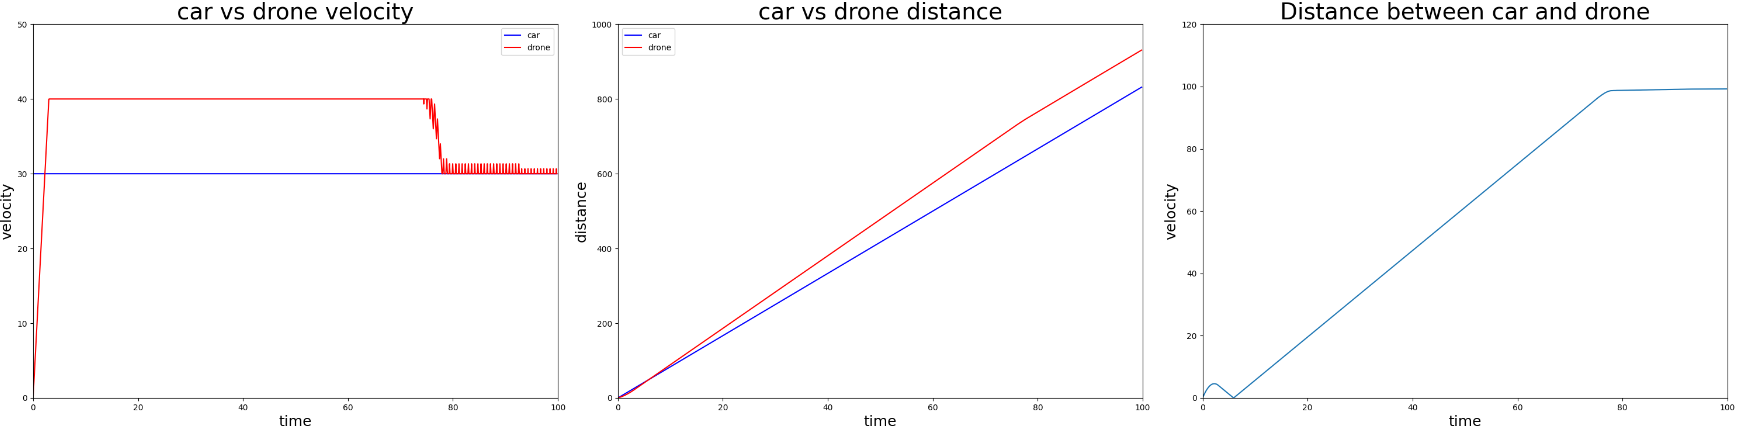 car vs drone velocity
50
40
30
20
10
0
velocity
car
drone
0 20 40 60 80 100
time
car vs drone distance
1000
800
600
400
200
0
distance
car
drone
0 20 40 60 80 100
time
Distance between car and drone
120
100
80
60
40
20
0
velocity
0 20 40 60 80 100
time